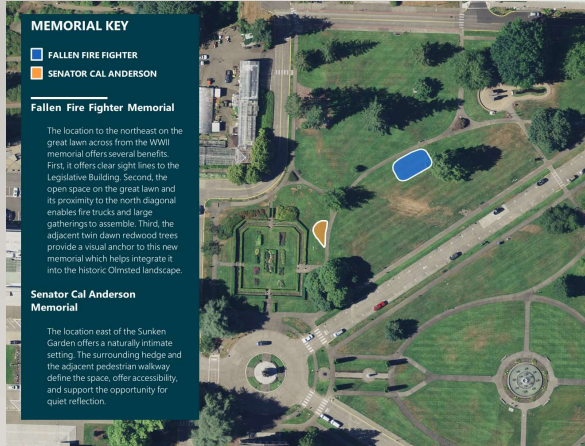 MEMORIAL KEY
FALLEN FIRE FIGHTER
SENATOR CAL ANDERSON
Fallen Fire Fighter Memorial
The location to the northeast on the
great lawn across from the WWII
memorial offers several benefits.
First, it offers clear sight lines to the
Legislative Building. Second, the
open space on the great lawn and
its proximity to the north diagonal
enables fire trucks and large
gatherings to assemble. Third, the
adjacent twin dawn redwood trees
provide a visual anchor to this new
memorial which helps integrate it
into the historic Olmsted landscape.
Senator Cal Anderson
Memorial
The location east of the Sunken
Garden offers a naturally intimate
setting. The surrounding hedge and
the adjacent pedestrian walkway
define the space, offer accessibility,
and support the opportunity for
quiet reflection.